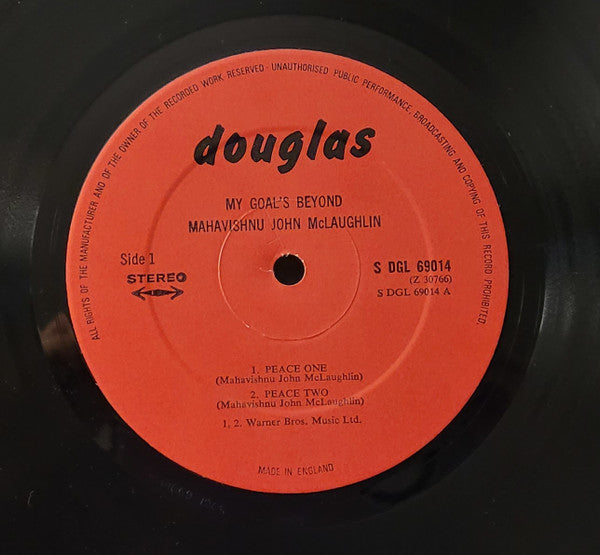 ALL RIGHTS OF THE MANUFACTURER AND OF THE OWNER OF THE RECORDED WORK RESERVED - UNAUTHORISED PUBLIC PERFORMANCE, BROADCASTING AND COPYING OF THIS RECORD PROHIBITED.
douglas
MY GOAL'S BEYOND
MAHAVISHNU JOHN McLAUGHLIN
Side 1
STEREO
S DGL 69014
(Z 30766)
S DGL 69014 A
1. PEACE ONE
(Mahavishnu John McLaughlin)
2. PEACE TWO
(Mahavishnu John McLaughlin)
1, 2. Warner Bros. Music Ltd.
MADE IN ENGLAND